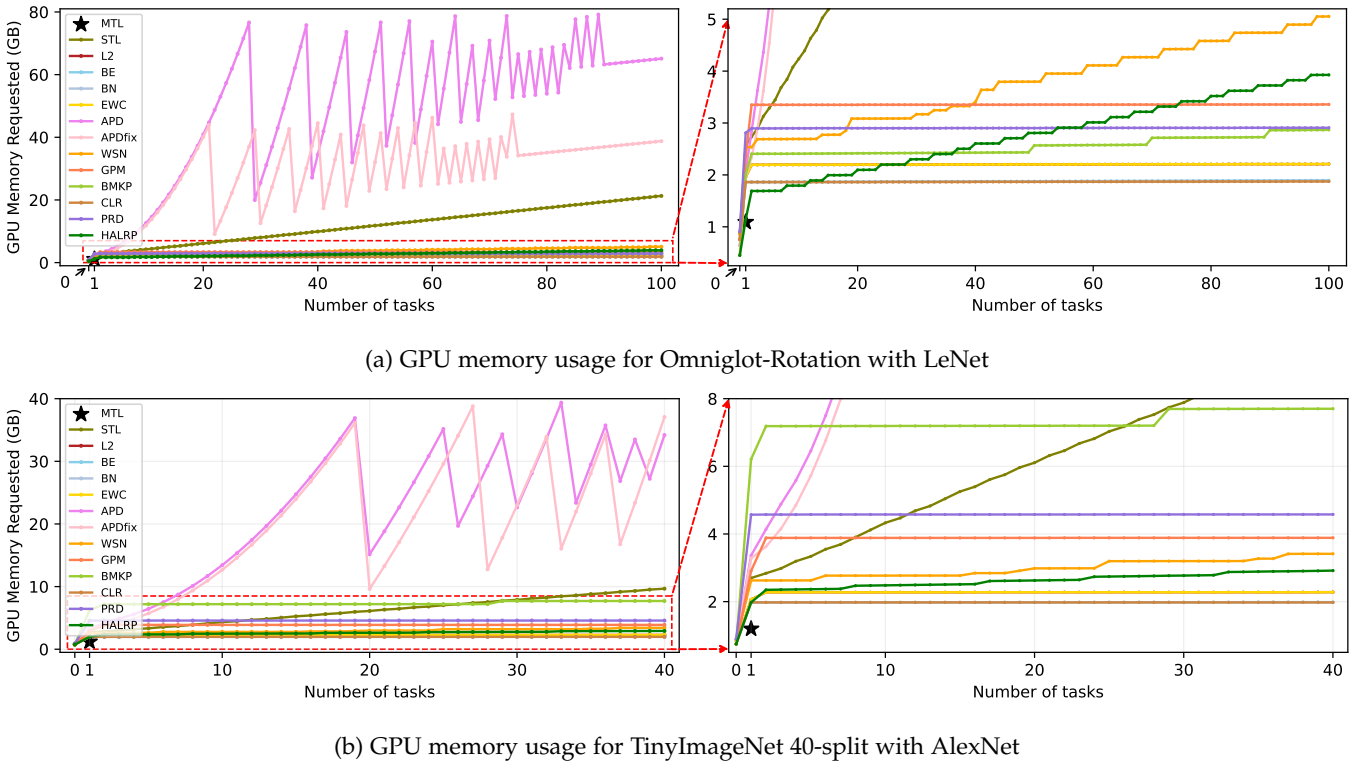 GPU Memory Requested (GB)
80
60
40
20
0
MTL
STL
L2
BE
BN
EWC
APD
APDfix
WSN
GPM
BMKP
CLR
PRD
HALRP
0 1 20 40 60 80 100
Number of tasks
5
4
3
2
1
0 1 20 40 60 80 100
Number of tasks
(a) GPU memory usage for Omniglot-Rotation with LeNet
GPU Memory Requested (GB)
40
30
20
10
0
MTL
STL
L2
BE
BN
EWC
APD
APDfix
WSN
GPM
BMKP
CLR
PRD
HALRP
0 1 10 20 30 40
Number of tasks
8
6
4
2
0 1 10 20 30 40
Number of tasks
(b) GPU memory usage for TinyImageNet 40-split with AlexNet